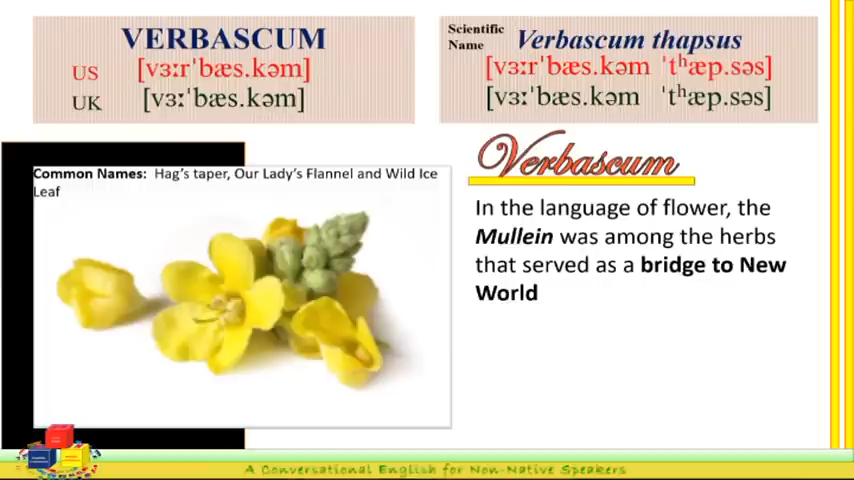 VERBASCUM
US [vɜːrˈbæs.kəm]
UK [vɜːˈbæs.kəm]
Scientific
Name
Verbascum thapsus
[vɜːrˈbæs.kəm ˈtʰæp.səs]
[vɜːˈbæs.kəm ˈtʰæp.səs]
Common Names: Hag's taper, Our Lady's Flannel and Wild Ice
Leaf
Verbascum
In the language of flower, the
Mullein was among the herbs
that served as a bridge to New
World
A Conversational English for Non-Native Speakers